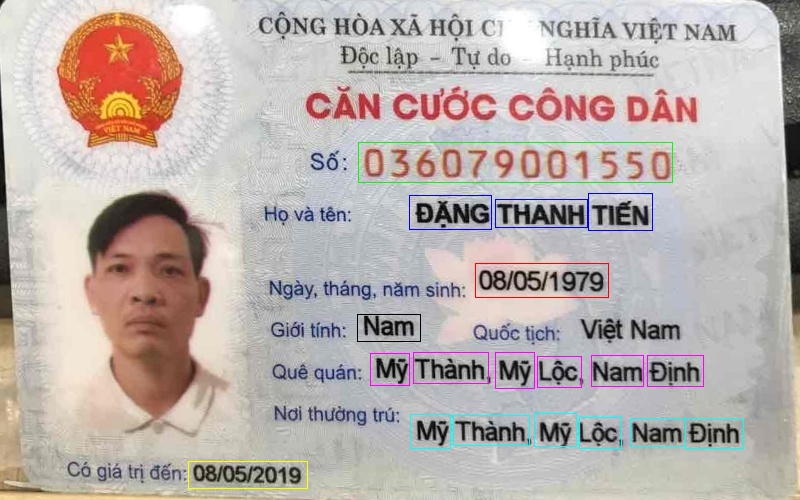 CỘNG HÒA XÃ HỘI CHỦ NGHĨA VIỆT NAM
Độc lập - Tự do - Hạnh phúc
CĂN CƯỚC CÔNG DÂN
Số: 036079001550
Họ và tên: ĐẶNG THANH TIẾN
Ngày, tháng, năm sinh: 08/05/1979
Giới tính: Nam Quốc tịch: Việt Nam
Quê quán: Mỹ Thành, Mỹ Lộc, Nam Định
Nơi thường trú: Mỹ Thành, Mỹ Lộc, Nam Định
Có giá trị đến: 08/05/2019
VIỆT NAM